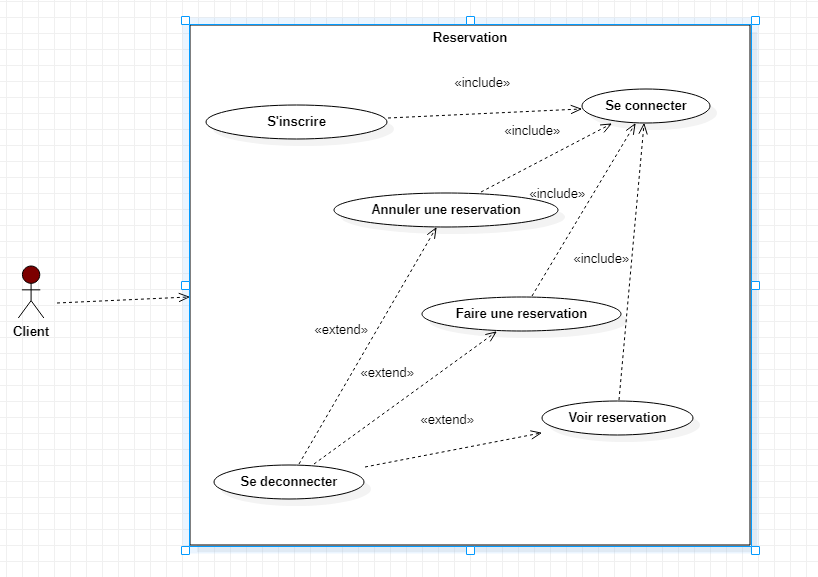 Reservation
«include»
Se connecter
S'inscrire
«include»
«include»
Annuler une reservation
«include»
Client
Faire une reservation
«extend»
«extend»
«extend»
Voir reservation
Se deconnecter